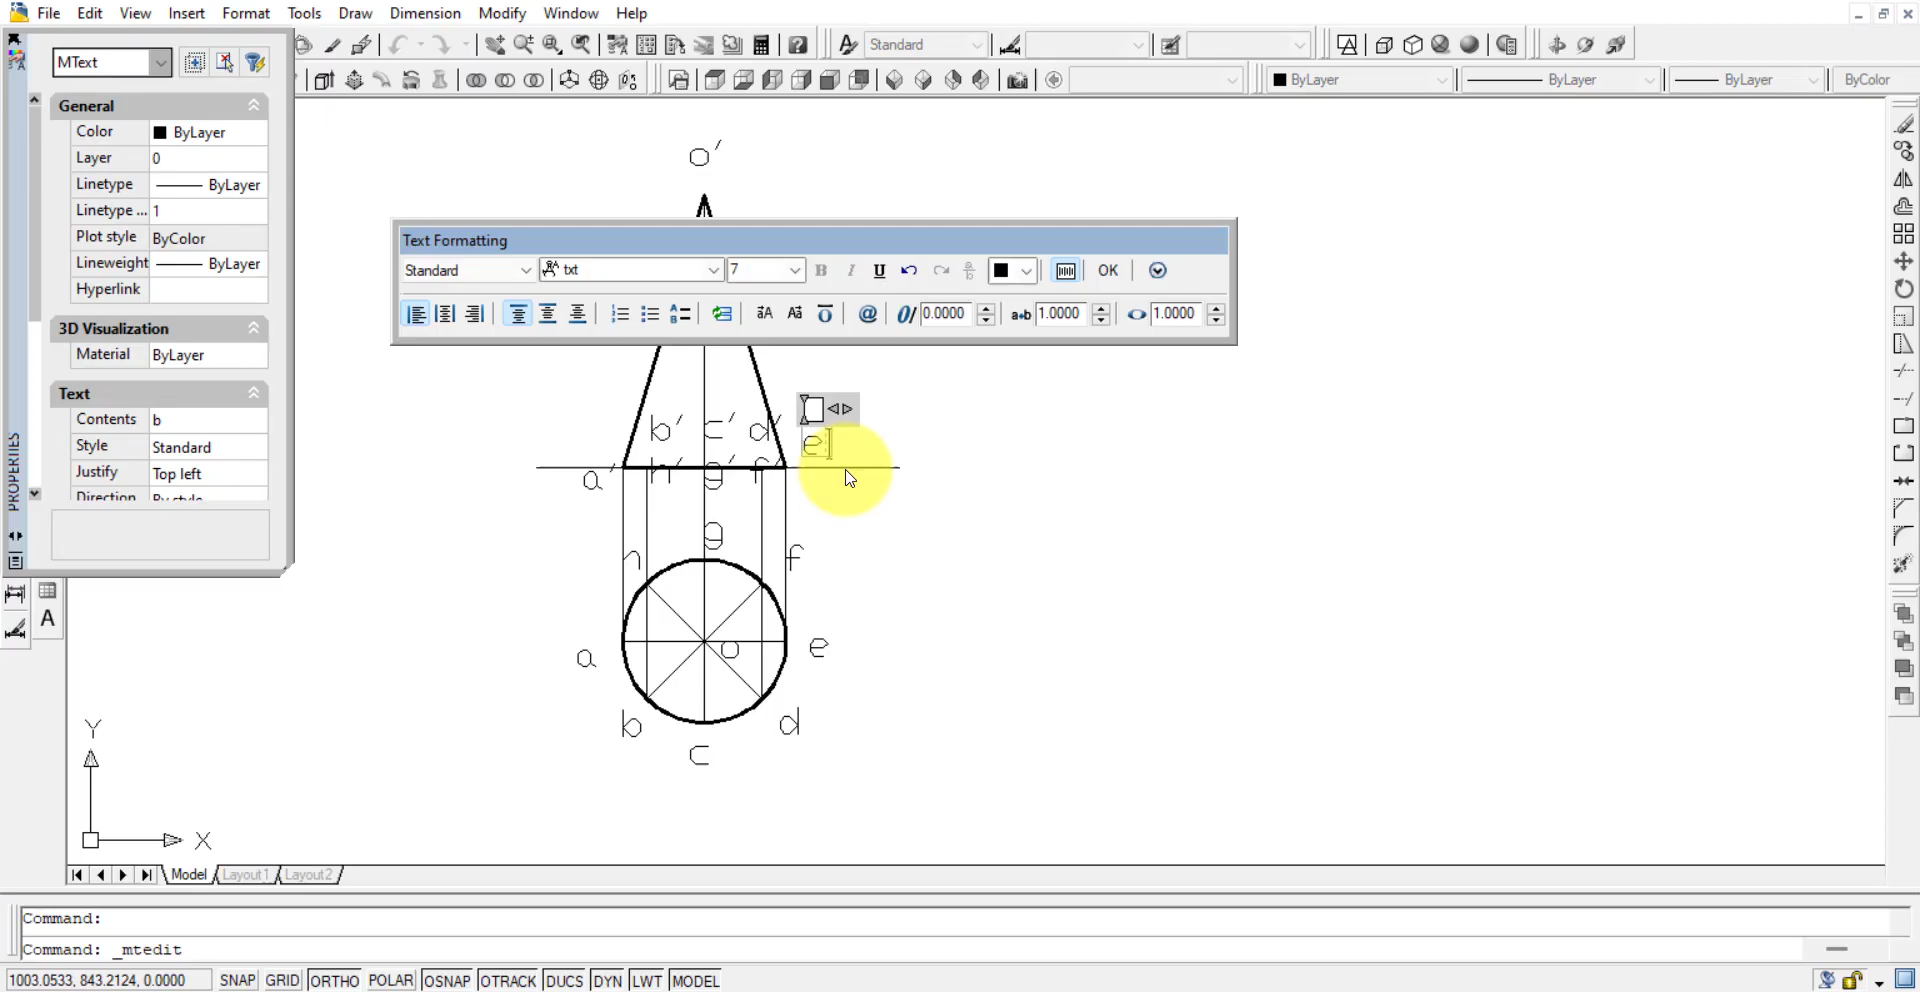 File Edit View Insert Format Tools Draw Dimension Modify Window Help
Standard
ByLayer ByLayer ByLayer ByColor
MText
General
Color ByLayer
Layer 0
Linetype ByLayer
Linetype ... 1
Plot style ByColor
Lineweight ByLayer
Hyperlink
3D Visualization
Material ByLayer
Text
Contents b
Style Standard
Justify Top left
Direction By style
PROPERTIES
o'
Text Formatting
Standard txt 7 B I U OK
@ 0/ 0.0000 a•b 1.0000 1.0000
b' c' d'
e'
a' h' g' f'
g
h f
a o e
b d
c
A
Y
X
Model Layout1 Layout2
Command:
Command: _mtedit
1003.0533, 843.2124, 0.0000 SNAP GRID ORTHO POLAR OSNAP OTRACK DUCS DYN LWT MODEL